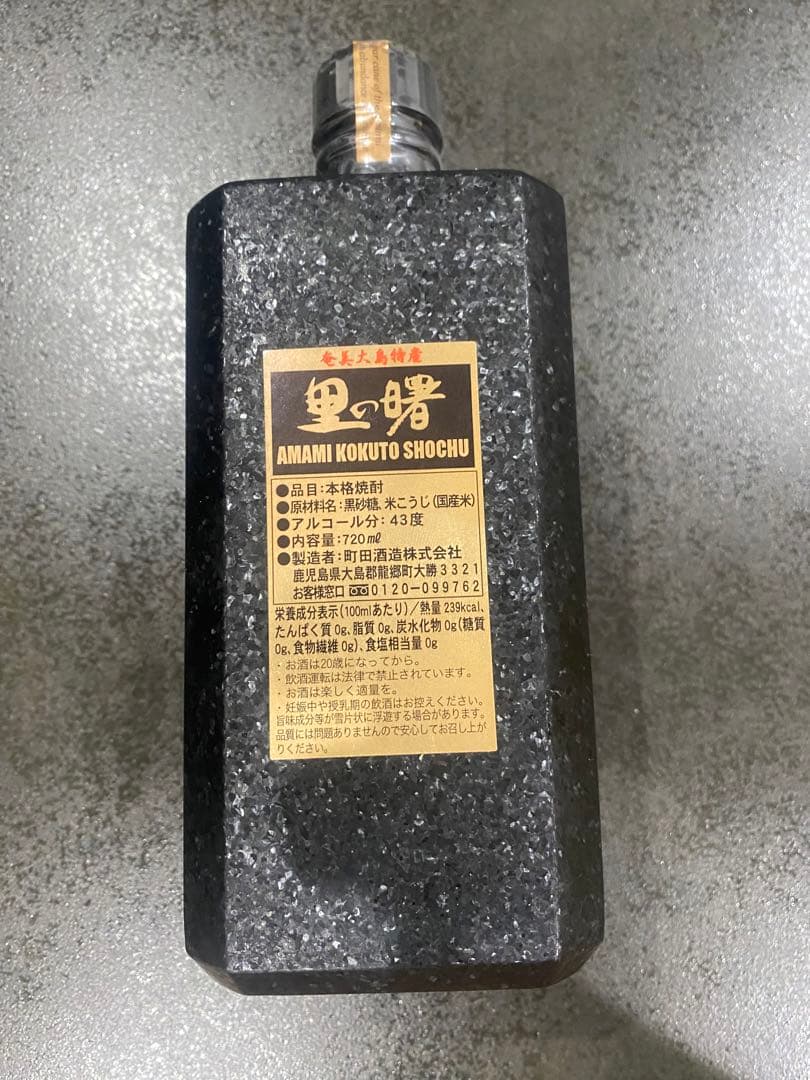 奄美大島特産
里の曙
AMAMI KOKUTO SHOCHU
●品目:本格焼酎
●原材料名:黒砂糖、米こうじ(国産米)
●アルコール分:43度
●内容量:720㎖
●製造者:町田酒造株式会社
鹿児島県大島郡龍郷町大勝3321
お客様窓口 0120-099762
栄養成分表示(100mlあたり)/熱量 239kcal、
たんぱく質 0g、脂質 0g、炭水化物 0g(糖質
0g、食物繊維 0g)、食塩相当量 0g
・お酒は20歳になってから。
・飲酒運転は法律で禁止されています。
・お酒は楽しく適量を。
・妊娠中や授乳期の飲酒はお控えください。
旨味成分等が雪片状に浮遊する場合があります。
品質には問題ありませんので安心してお召し上が
りください。